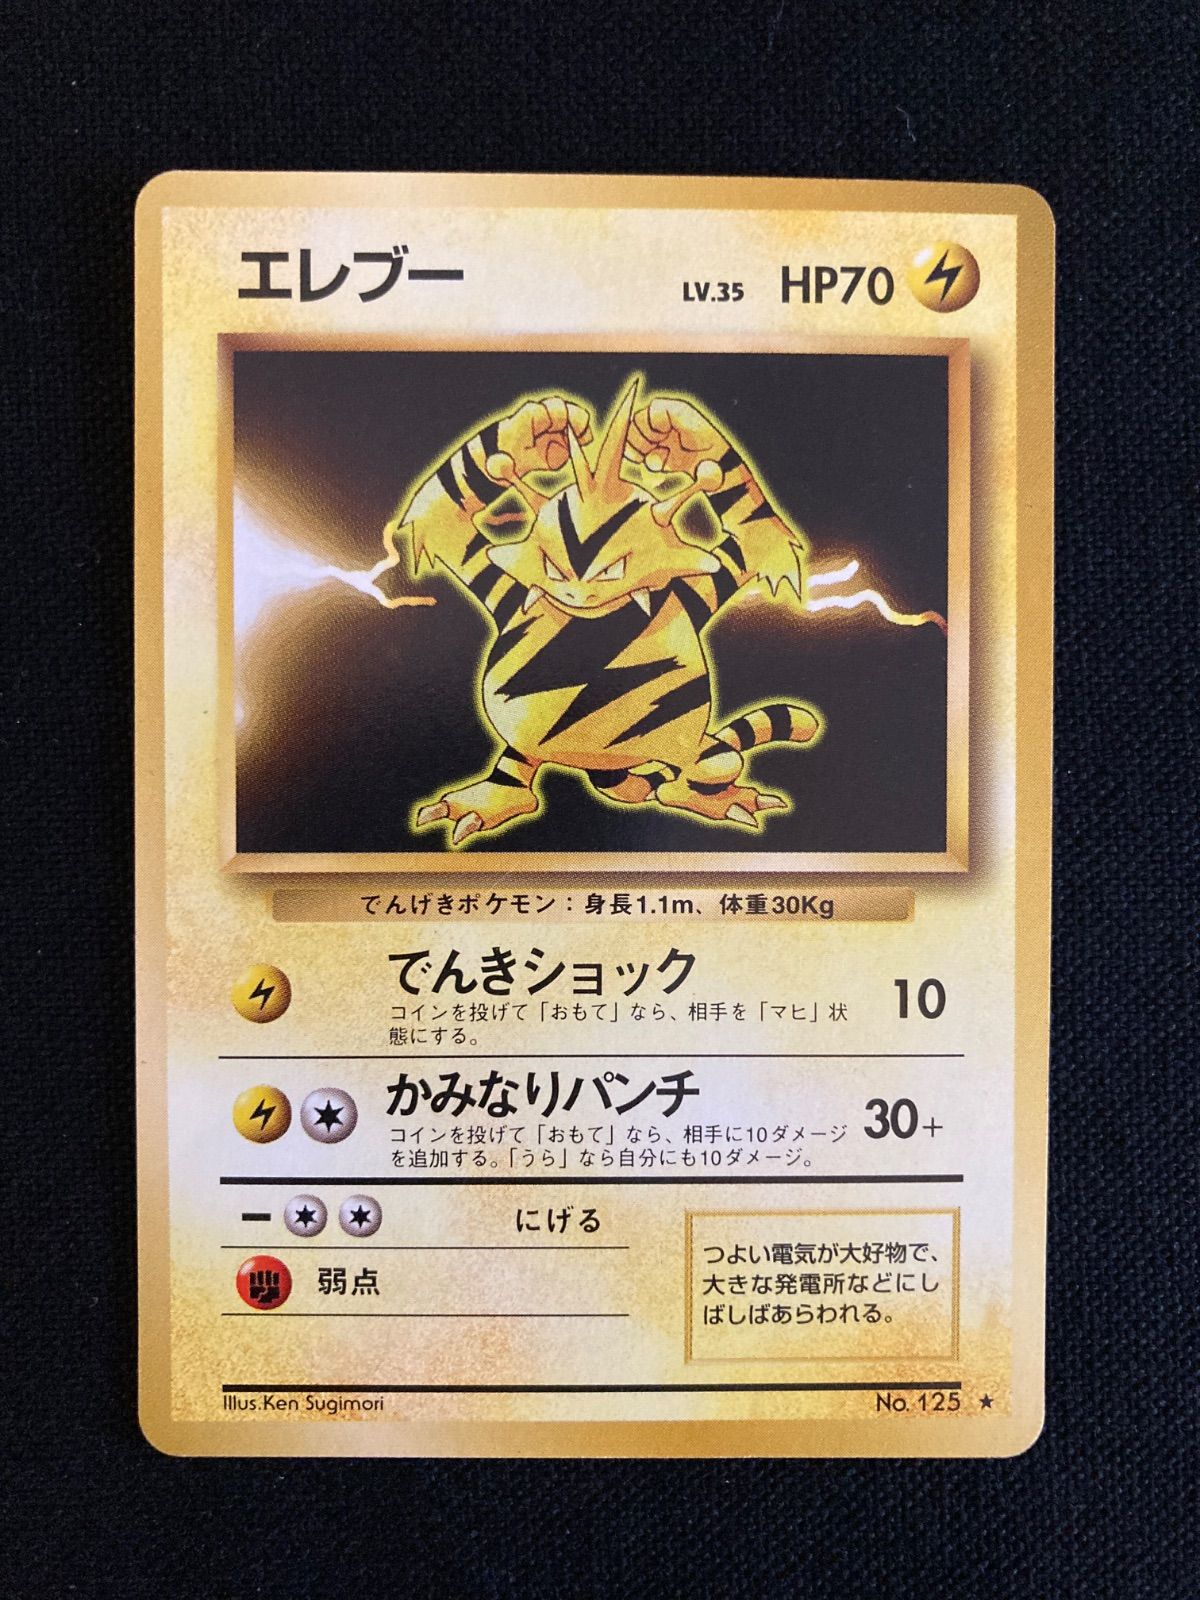 エレブー LV.35 HP70
でんげきポケモン：身長1.1m、体重30Kg
でんきショック 10
コインを投げて「おもて」なら、相手を「マヒ」状
態にする。
かみなりパンチ 30+
コインを投げて「おもて」なら、相手に10ダメージ
を追加する。「うら」なら自分にも10ダメージ。
にげる
弱点
つよい電気が大好物で、
大きな発電所などにし
ばしばあらわれる。
Illus.Ken Sugimori No. 125 ★